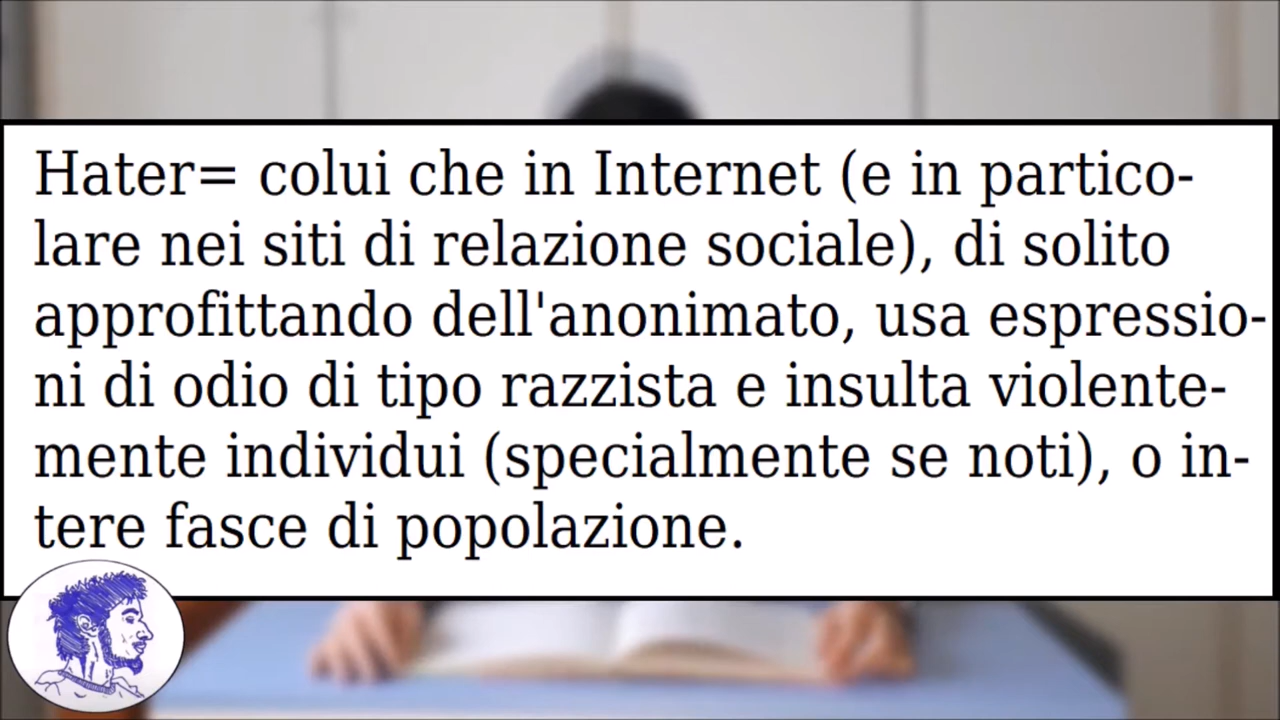 Hater= colui che in Internet (e in partico-
lare nei siti di relazione sociale), di solito
approfittando dell'anonimato, usa espressio-
ni di odio di tipo razzista e insulta violente-
mente individui (specialmente se noti), o in-
tere fasce di popolazione.